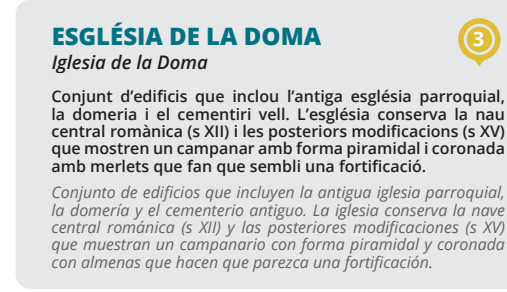 ESGLÉSIA DE LA DOMA
3
Iglesia de la Doma
Conjunt d'edificis que inclou l'antiga església parroquial,
la domeria i el cementiri vell. L'església conserva la nau
central romànica (s XII) i les posteriors modificacions (s XV)
que mostren un campanar amb forma piramidal i coronada
amb merlets que fan que sembli una fortificació.
Conjunto de edificios que incluyen la antigua iglesia parroquial,
la domería y el cementerio antiguo. La iglesia conserva la nave
central románica (s XII) y las posteriores modificaciones (s XV)
que muestran un campanario con forma piramidal y coronada
con almenas que hacen que parezca una fortificación.